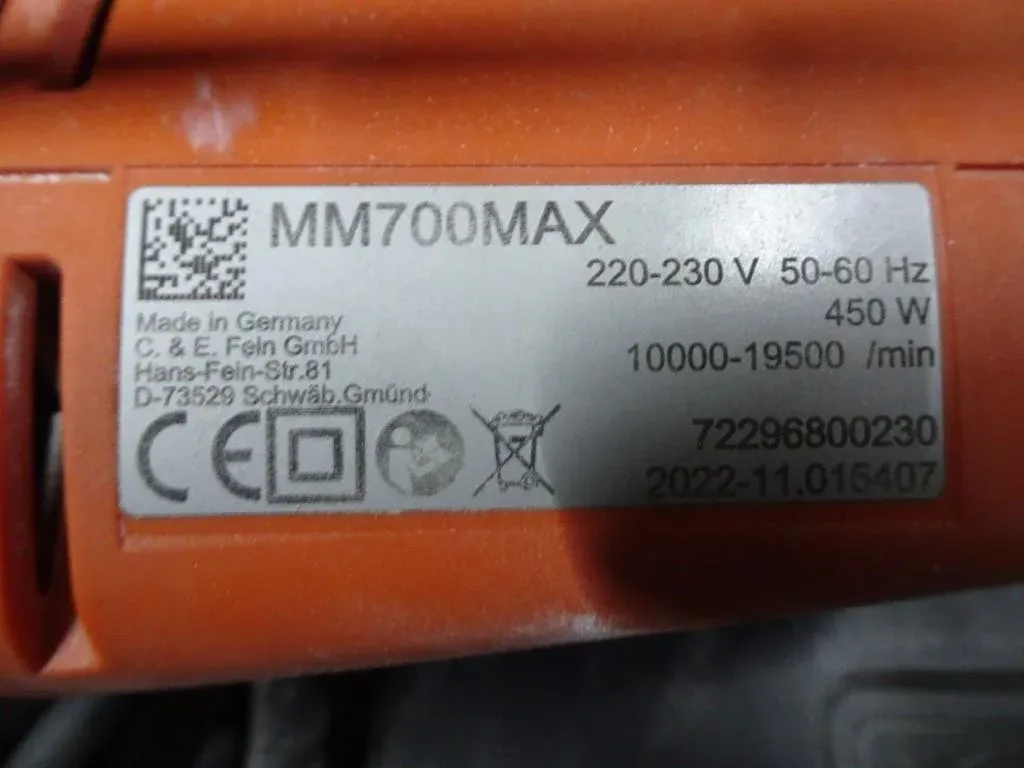 MM700MAX
220-230 V 50-60 Hz
450 W
10000-19500 /min
Made in Germany
C. & E. Fein GmbH
Hans-Fein-Str.81
D-73529 Schwäb.Gmünd
CE
72296800230
2022-11.015407